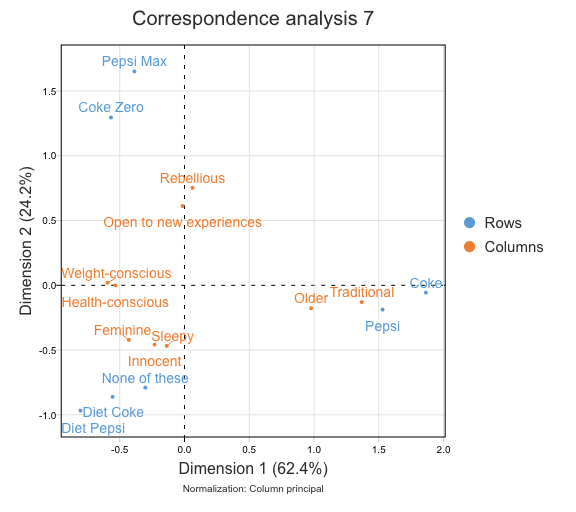 Correspondence analysis 7
Pepsi Max
1.5
Coke Zero
1.0
Rebellious
Open to new experiences
0.5
Rows
Columns
Dimension 2 (24.2%)
Weight-conscious
Coke
0.0
Health-conscious
Older
Traditional
Pepsi
Feminine
Sleepy
-0.5
Innocent
None of these
Diet Coke
-1.0
Diet Pepsi
-0.5
0.0
0.5
1.0
1.5
2.0
Dimension 1 (62.4%)
Normalization: Column principal